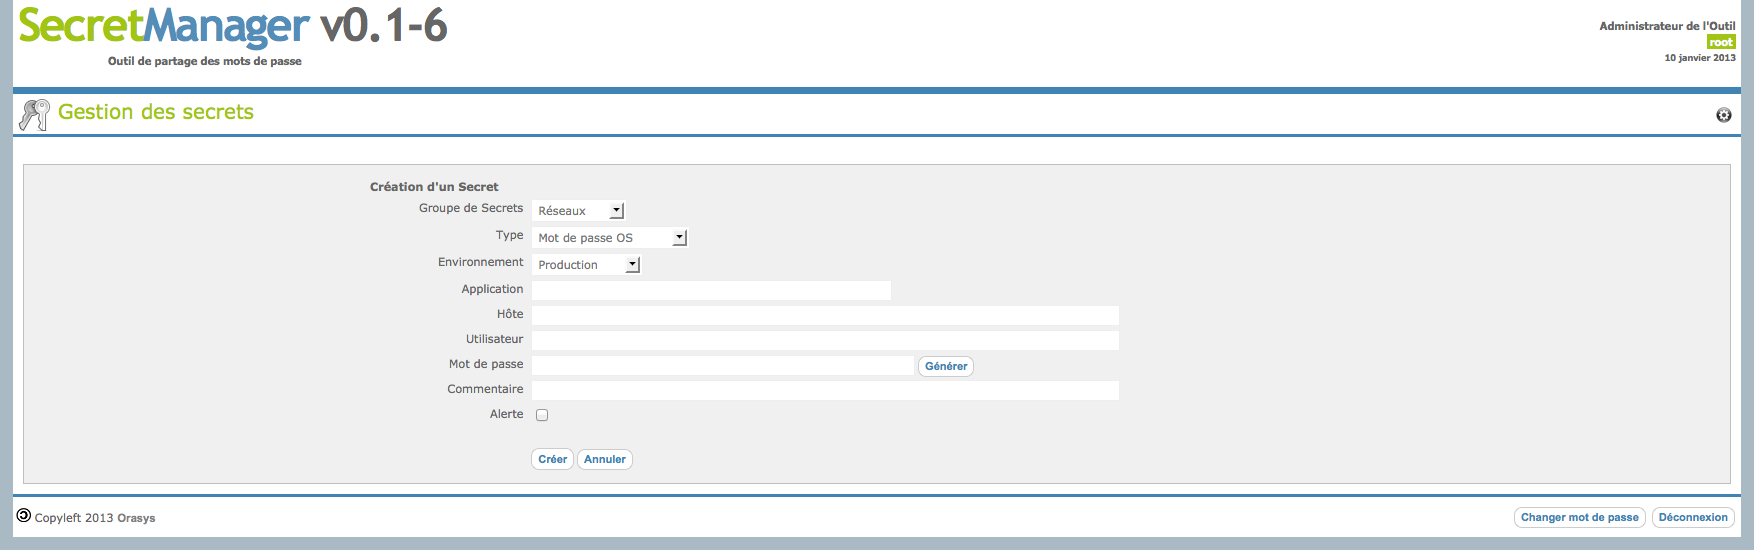 SecretManager v0.1-6
Outil de partage des mots de passe
Administrateur de l'Outil
root
10 janvier 2013
Gestion des secrets
Création d'un Secret
Groupe de Secrets Réseaux
Type Mot de passe OS
Environnement Production
Application
Hôte
Utilisateur
Mot de passe Générer
Commentaire
Alerte
Créer Annuler
Copyleft 2013 Orasys
Changer mot de passe Déconnexion